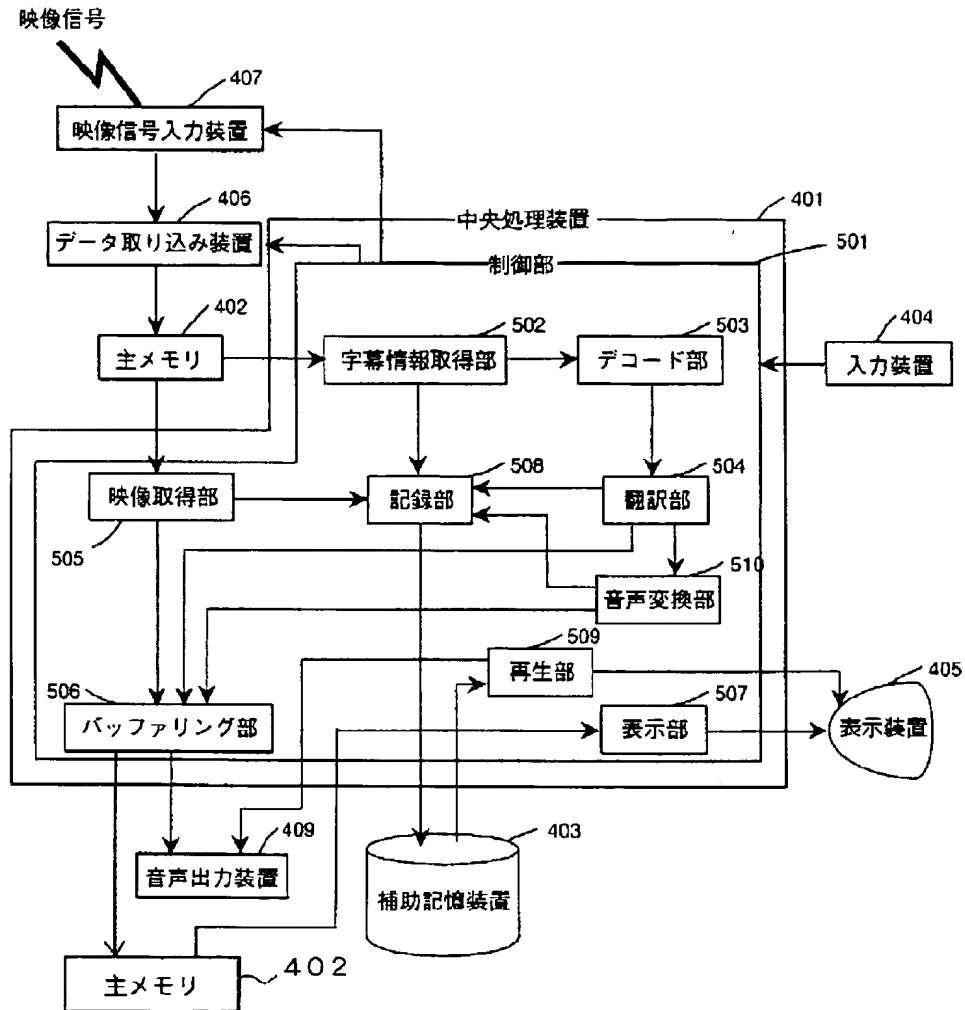 映像信号
407
映像信号入力装置
406
データ取り込み装置
401
中央処理装置
501
制御部
402
主メモリ
502
字幕情報取得部
503
デコード部
404
入力装置
映像取得部
505
508
記録部
504
翻訳部
510
音声変換部
509
再生部
405
表示装置
506
バッファリング部
507
表示部
409
音声出力装置
403
補助記憶装置
主メモリ
402